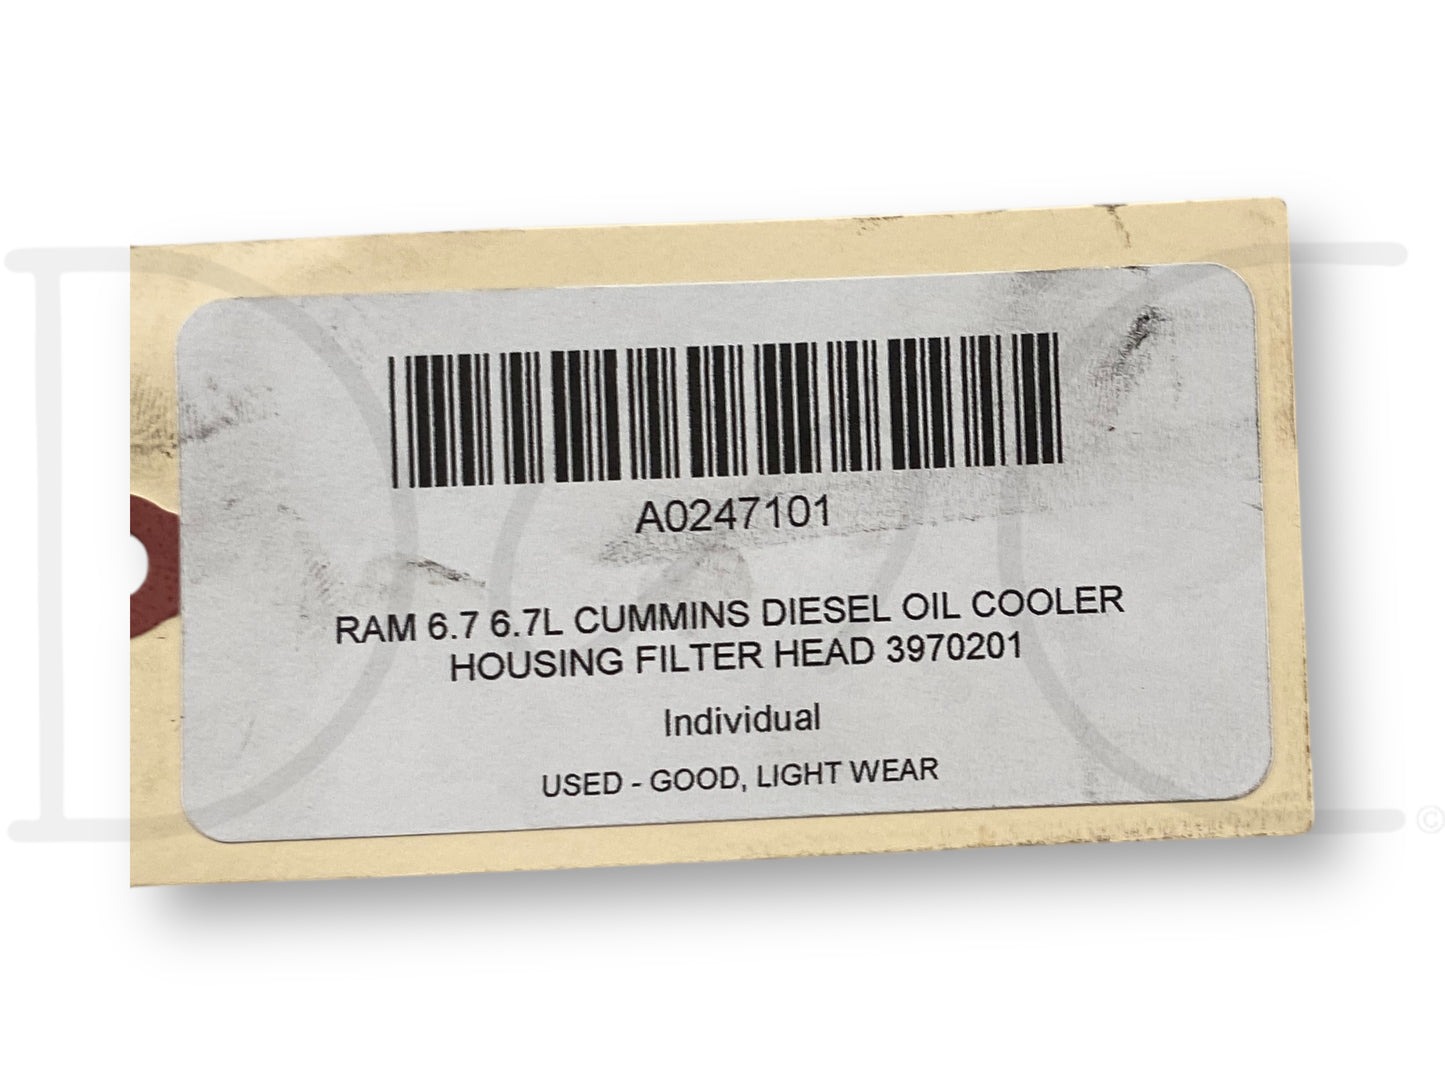 A0247101
RAM 6.7 6.7L CUMMINS DIESEL OIL COOLER
HOUSING FILTER HEAD 3970201
Individual
USED - GOOD, LIGHT WEAR
©